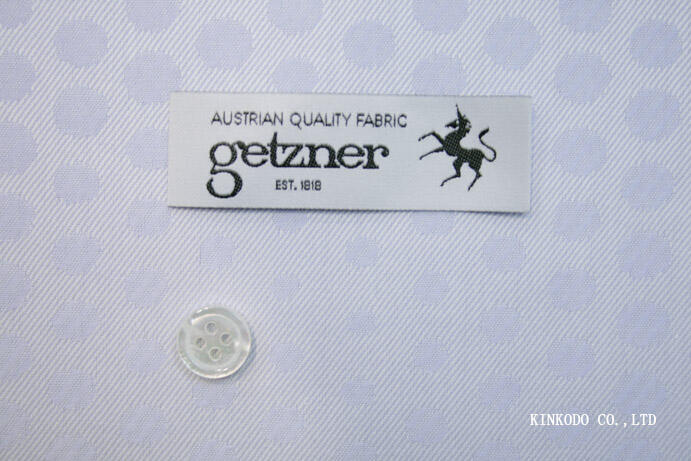 AUSTRIAN QUALITY FABRIC
getzner
EST. 1818
KINKODO CO.,LTD